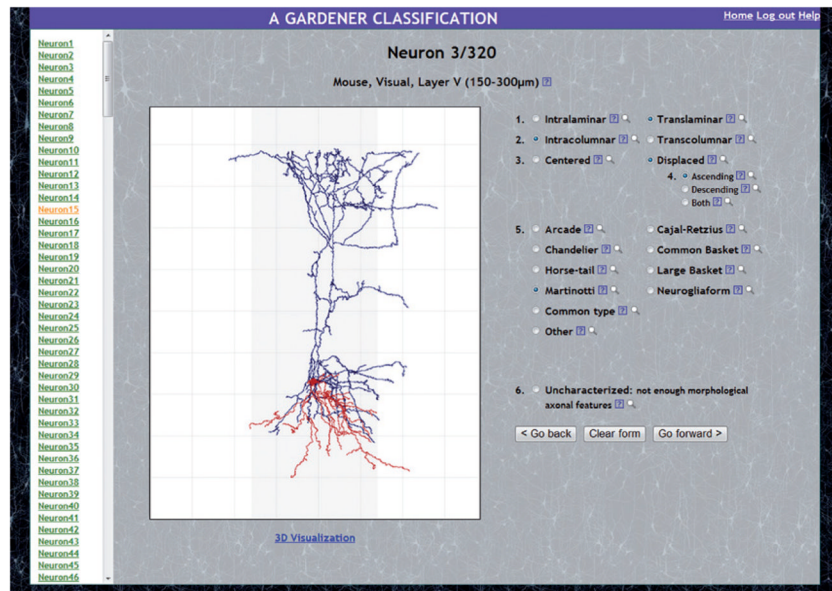 A GARDENER CLASSIFICATION
Home Log out Help
Neuron1
Neuron2
Neuron3
Neuron4
Neuron5
Neuron6
Neuron7
Neuron8
Neuron9
Neuron10
Neuron11
Neuron12
Neuron13
Neuron14
Neuron15
Neuron16
Neuron17
Neuron18
Neuron19
Neuron20
Neuron21
Neuron22
Neuron23
Neuron24
Neuron25
Neuron26
Neuron27
Neuron28
Neuron29
Neuron30
Neuron31
Neuron32
Neuron33
Neuron34
Neuron35
Neuron36
Neuron37
Neuron38
Neuron39
Neuron40
Neuron41
Neuron42
Neuron43
Neuron44
Neuron45
Neuron46
Neuron 3/320
Mouse, Visual, Layer V (150-300μm) ?
3D Visualization
1. Intralaminar ? Translaminar ?
2. Intracolumnar ? Transcolumnar ?
3. Centered ? Displaced ?
4. Ascending ?
Descending ?
Both ?
5. Arcade ? Cajal-Retzius ?
Chandelier ? Common Basket ?
Horse-tail ? Large Basket ?
Martinotti ? Neurogliaform ?
Common type ?
Other ?
6. Uncharacterized: not enough morphological
axonal features ?
< Go back Clear form Go forward >